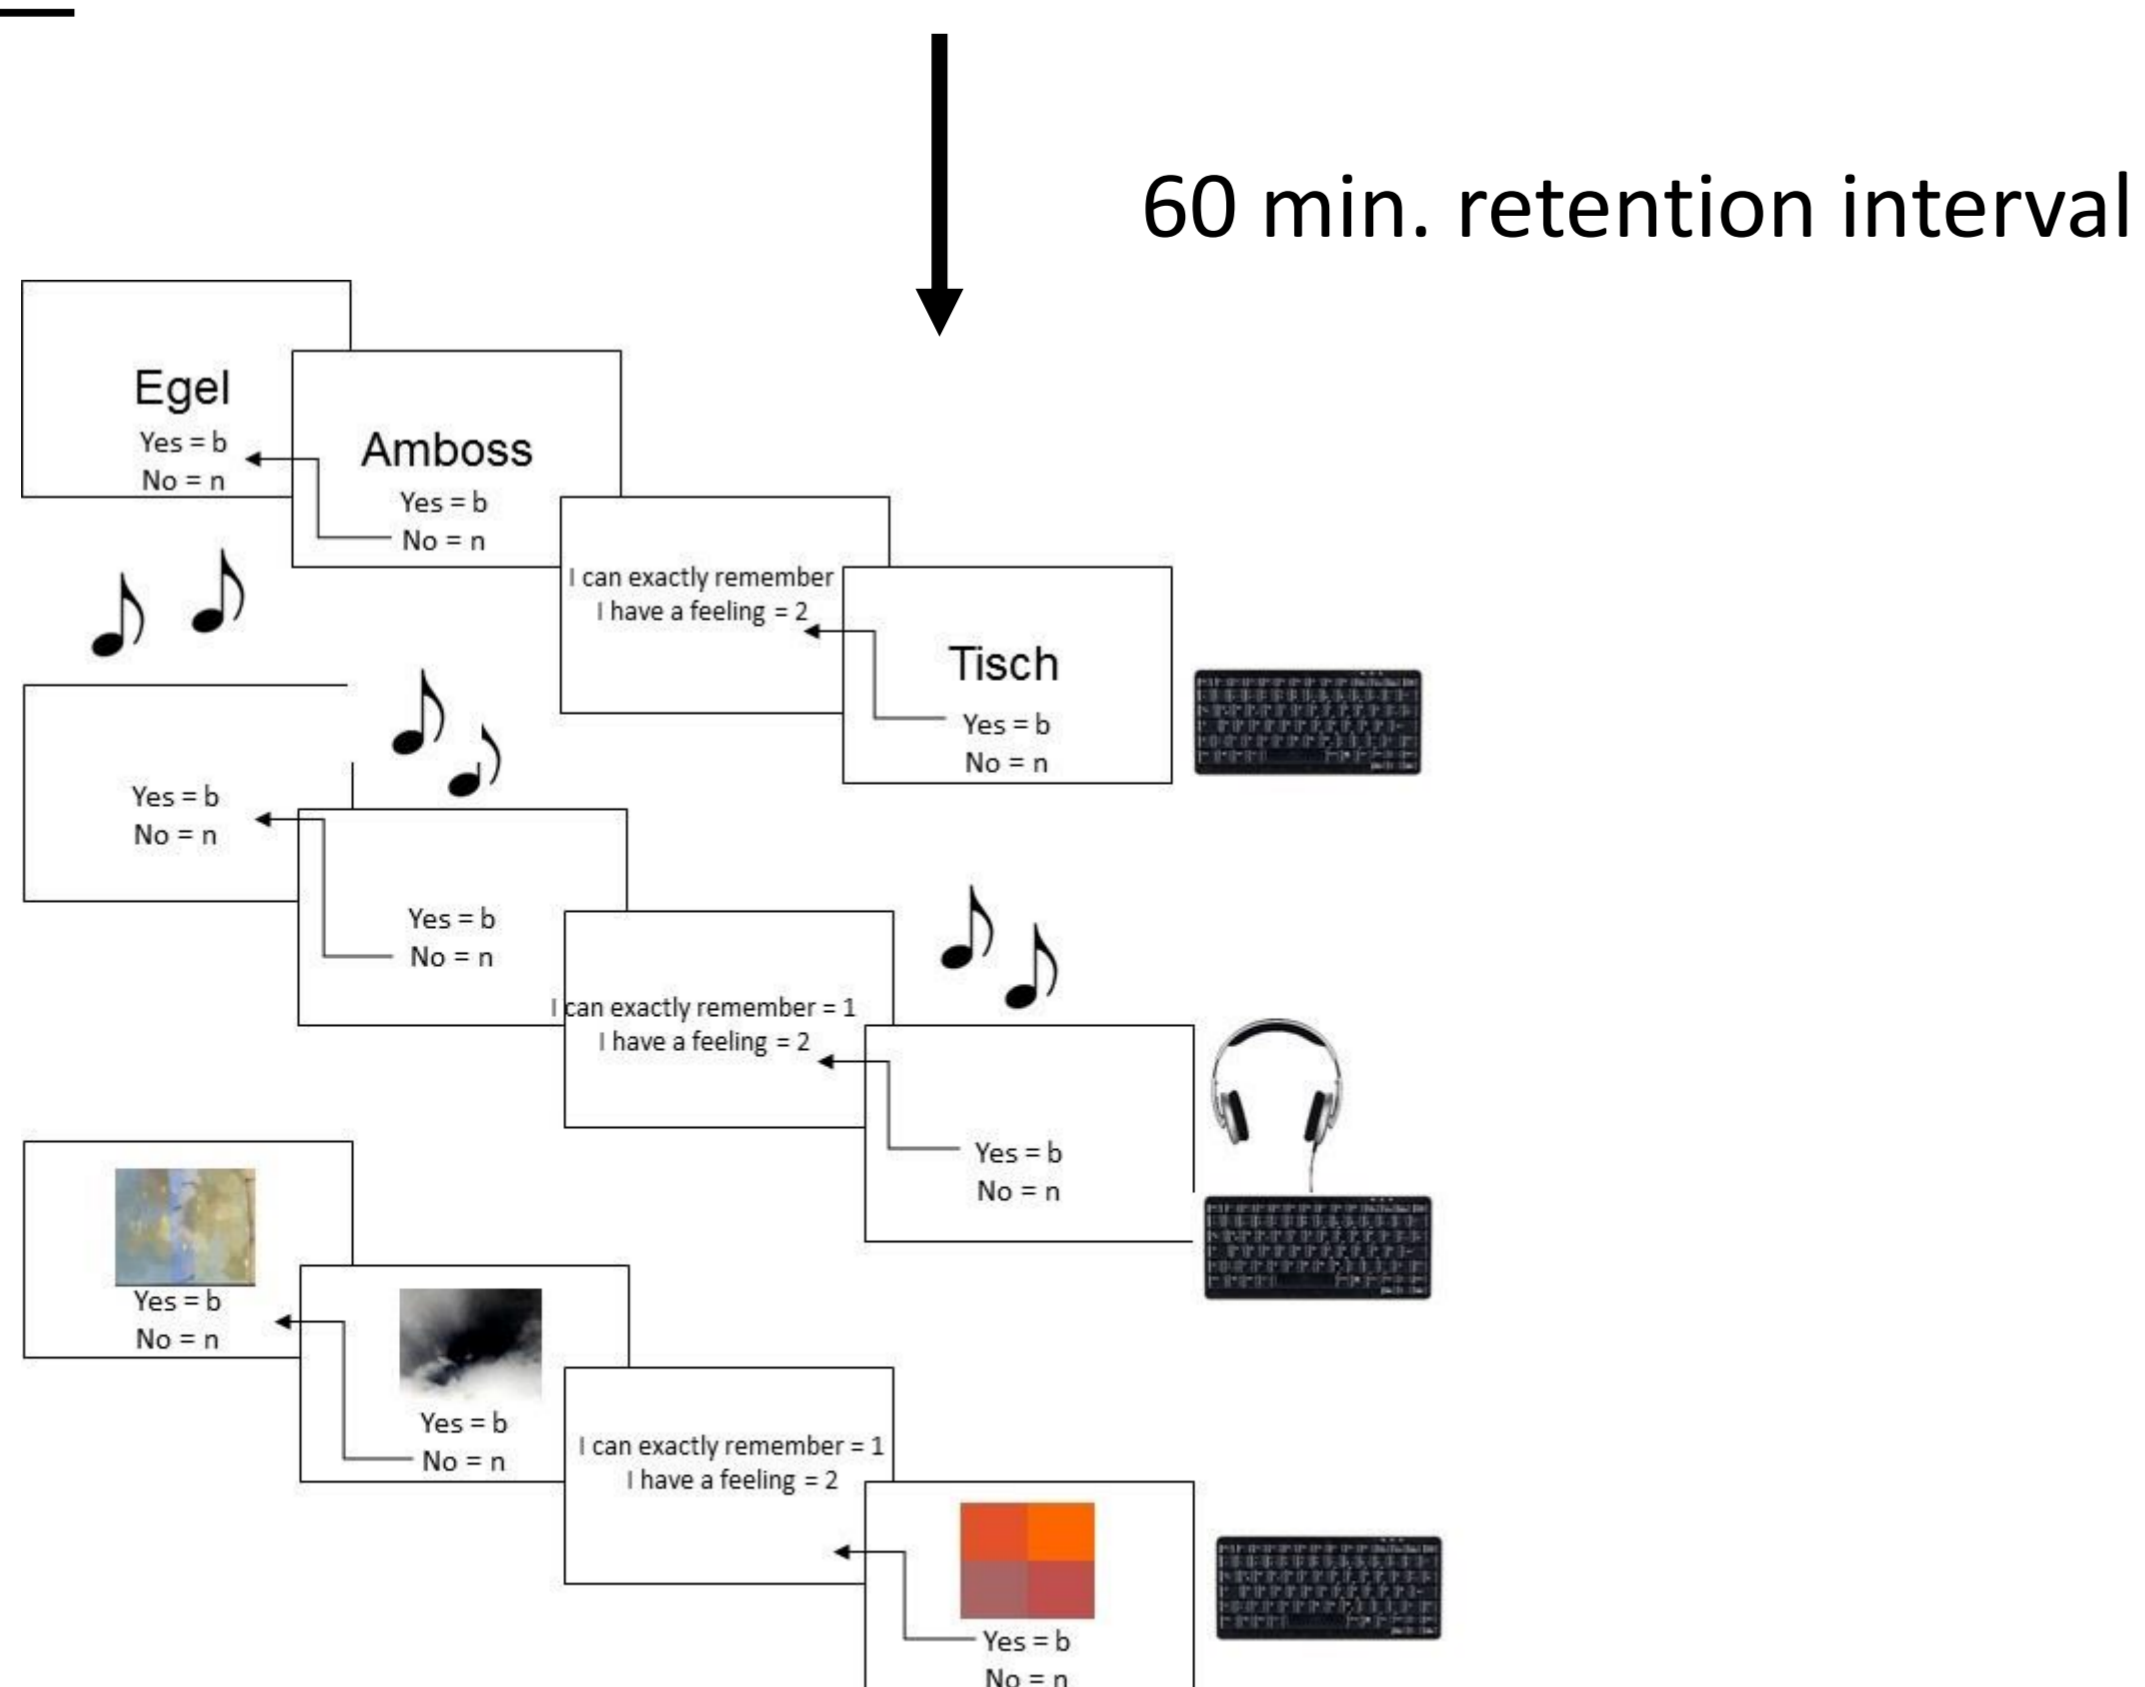 60 min. retention interval
Egel
Yes = b
No = n
Amboss
Yes = b
No = n
I can exactly remember
I have a feeling = 2
Tisch
Yes = b
No = n
Yes = b
No = n
Yes = b
No = n
I can exactly remember = 1
I have a feeling = 2
Yes = b
No = n
Yes = b
No = n
Yes = b
No = n
I can exactly remember = 1
I have a feeling = 2
Yes = b
No = n